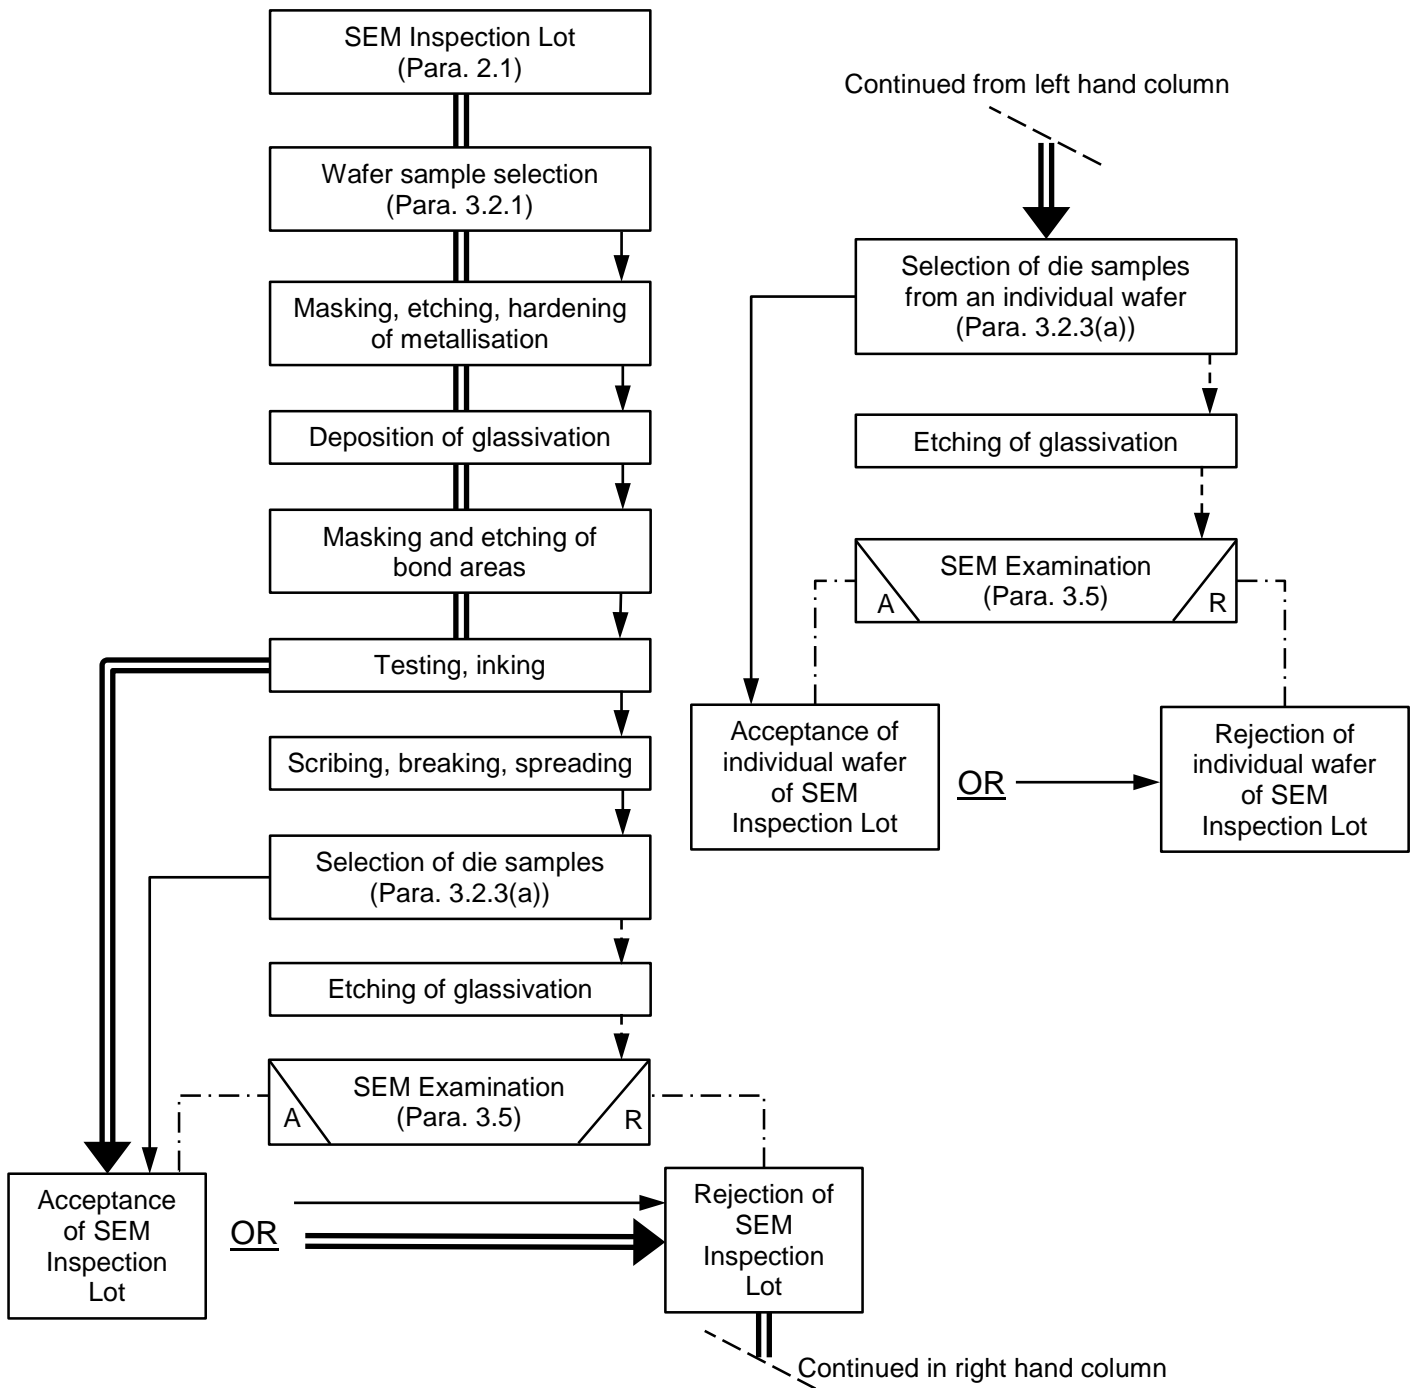 SEM Inspection Lot
(Para. 2.1)
Wafer sample selection
(Para. 3.2.1)
Masking, etching, hardening
of metallisation
Deposition of glassivation
Masking and etching of
bond areas
Testing, inking
Scribing, breaking, spreading
Selection of die samples
(Para. 3.2.3(a))
Etching of glassivation
SEM Examination
(Para. 3.5)
A
R
Acceptance
of SEM
Inspection
Lot
OR
Rejection of
SEM
Inspection
Lot
Continued in right hand column
Continued from left hand column
Selection of die samples
from an individual wafer
(Para. 3.2.3(a))
Etching of glassivation
SEM Examination
(Para. 3.5)
A
R
Acceptance of
individual wafer
of SEM
Inspection Lot
OR
Rejection of
individual wafer
of SEM
Inspection Lot